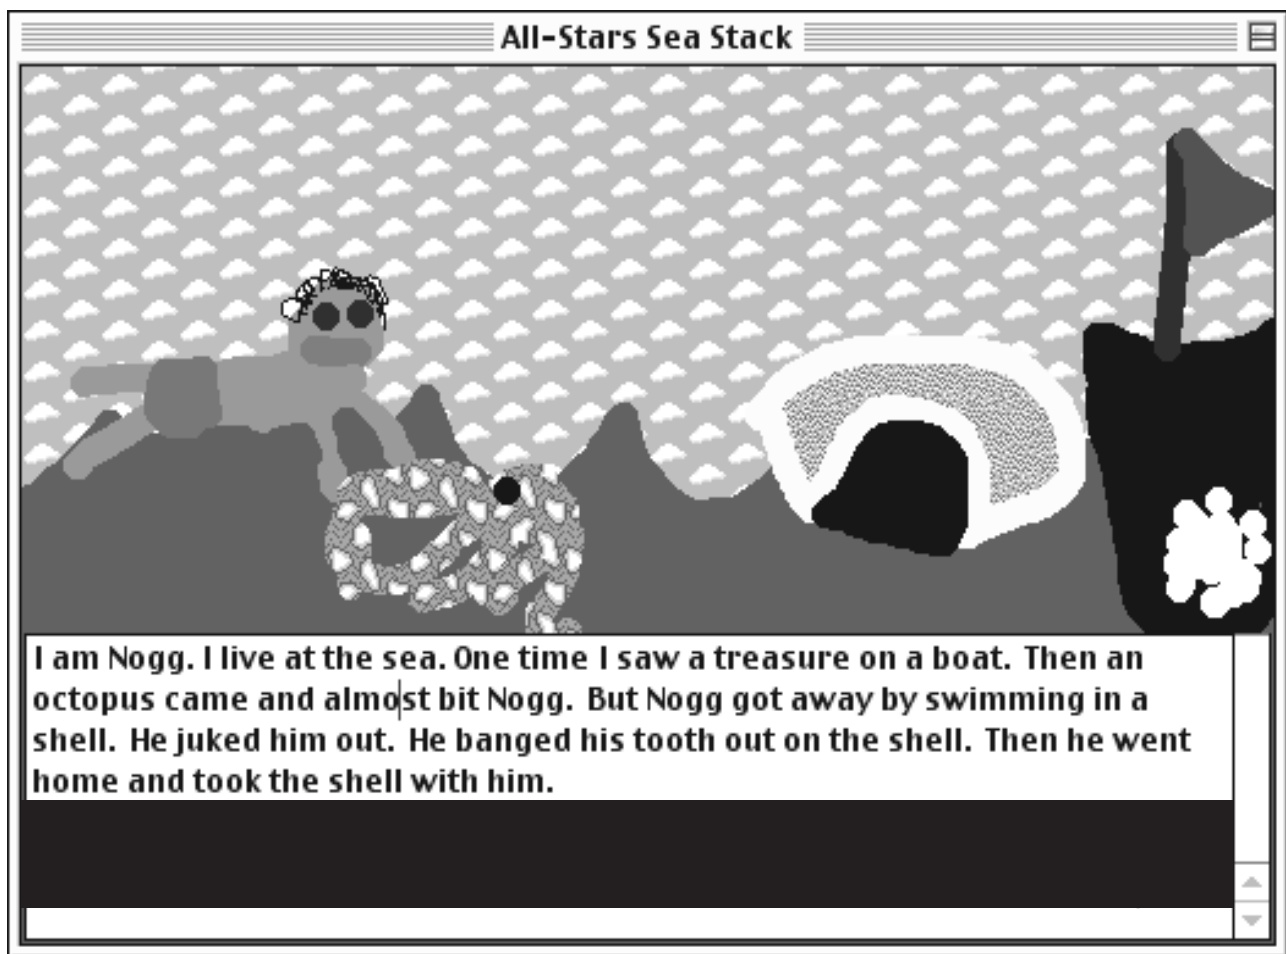 All-Stars Sea Stack
I am Nogg. I live at the sea. One time I saw a treasure on a boat. Then an
octopus came and almost bit Nogg. But Nogg got away by swimming in a
shell. He juked him out. He banged his tooth out on the shell. Then he went
home and took the shell with him.